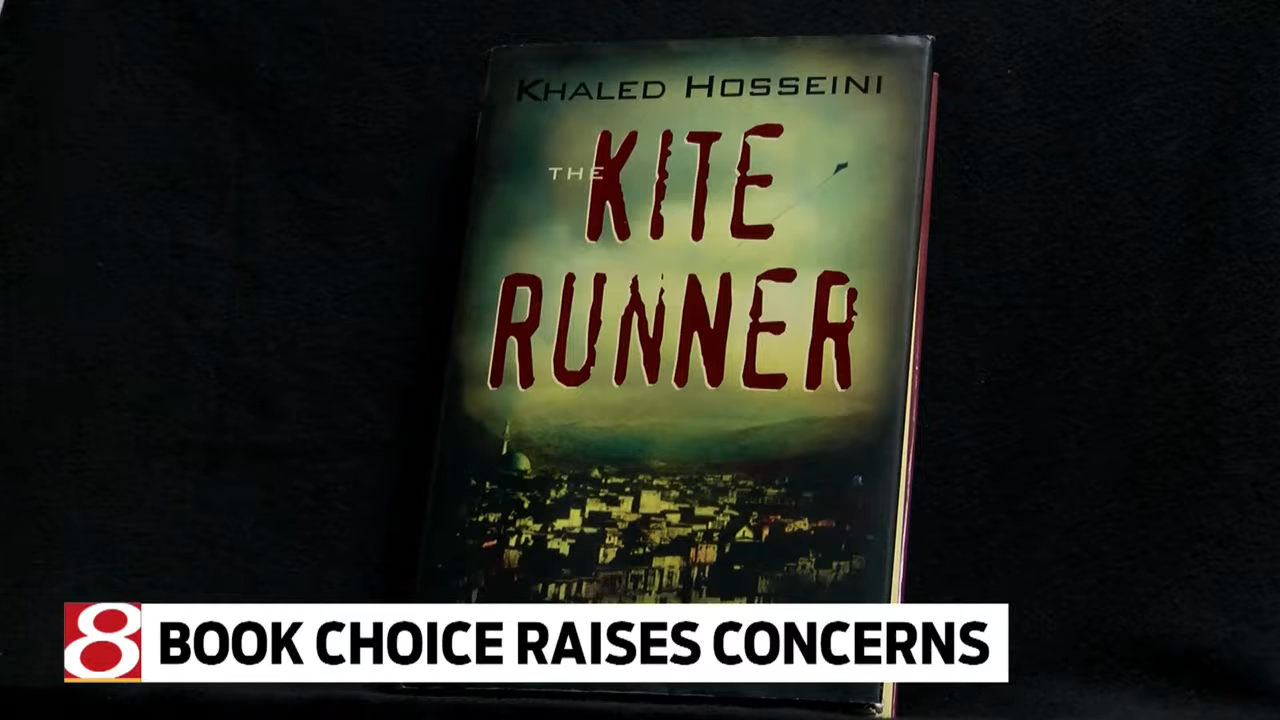 KHALED HOSSEINI
THE KITE
RUNNER
8 BOOK CHOICE RAISES CONCERNS